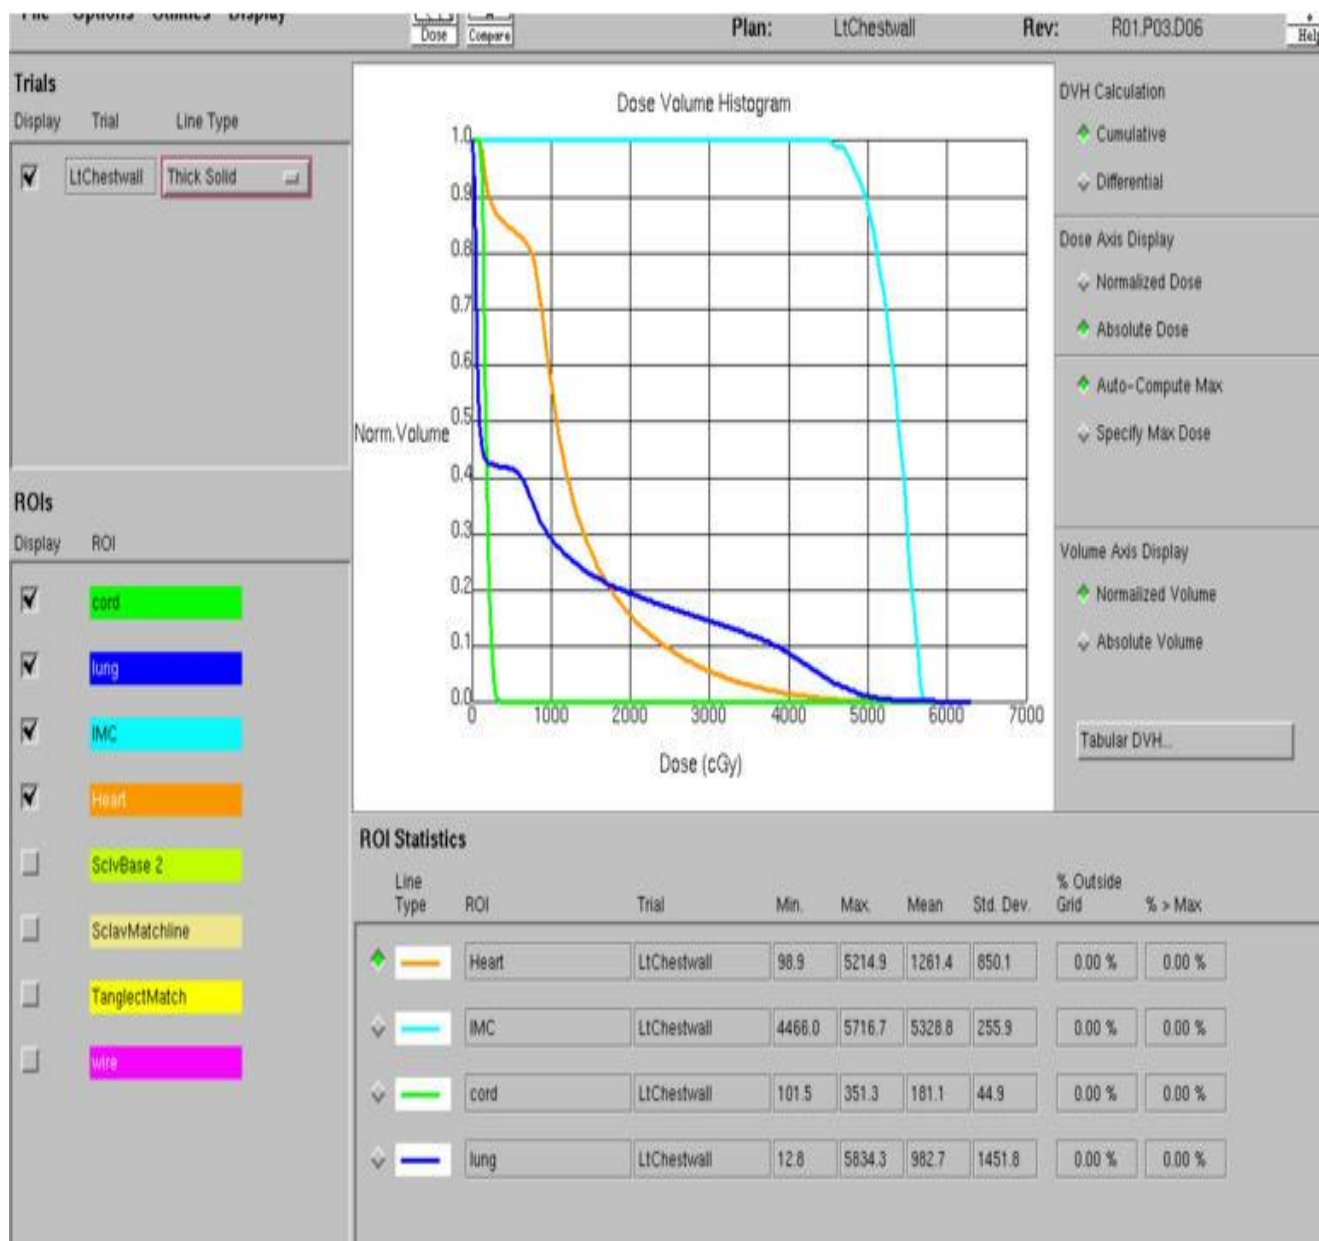 File Options Utilities Display
Dose Compare Plan: LtChestwall Rev: R01.P03.D06 Help
Trials
Display Trial Line Type
LtChestwall Thick Solid
ROIs
Display ROI
cord
lung
IMC
Heart
SclvBase 2
SclavMatchline
TanglectMatch
wire
Dose Volume Histogram
1.0
0.9
0.8
0.7
0.6
0.5
Norm.Volume
0.4
0.3
0.2
0.1
0.0
0 1000 2000 3000 4000 5000 6000 7000
Dose (cGy)
DVH Calculation
Cumulative
Differential
Dose Axis Display
Normalized Dose
Absolute Dose
Auto-Compute Max
Specify Max Dose
Volume Axis Display
Normalized Volume
Absolute Volume
Tabular DVH...
ROI Statistics
Line Type ROI Trial Min. Max. Mean Std. Dev. % Outside Grid % > Max
Heart LtChestwall 98.9 5214.9 1261.4 850.1 0.00 % 0.00 %
IMC LtChestwall 4466.0 5716.7 5328.8 255.9 0.00 % 0.00 %
cord LtChestwall 101.5 351.3 181.1 44.9 0.00 % 0.00 %
lung LtChestwall 12.8 5834.3 982.7 1451.8 0.00 % 0.00 %